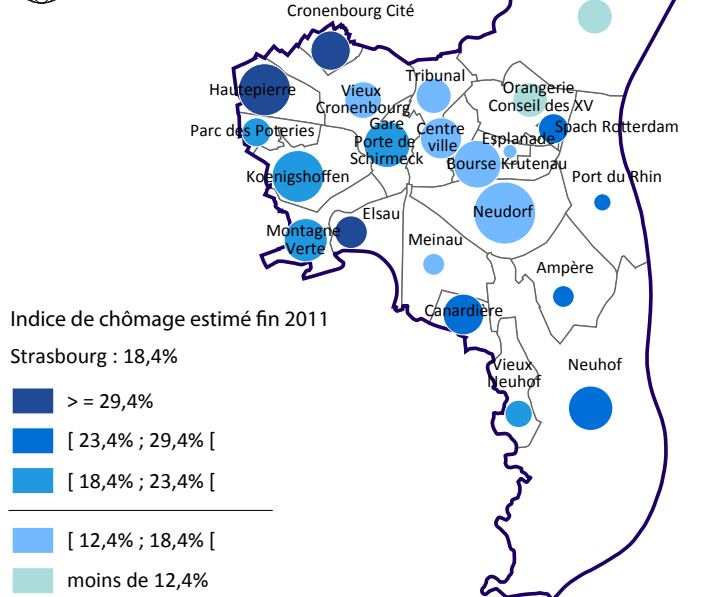 Cronenbourg Cité
Tribunal
Hautepierre
Vieux
Cronenbourg
Orangerie
Conseil des XV
Parc des Poteries
Gare
Porte de
Schirmeck
Centre
ville
Esplanade
Spach Rotterdam
Bourse Krutenau
Koenigshoffen
Port du Rhin
Neudorf
Elsau
Montagne
Verte
Meinau
Ampère
Canardière
Vieux
Neuhof
Neuhof
Indice de chômage estimé fin 2011
Strasbourg : 18,4%
> = 29,4%
[ 23,4% ; 29,4% [
[ 18,4% ; 23,4% [
[ 12,4% ; 18,4% [
moins de 12,4%